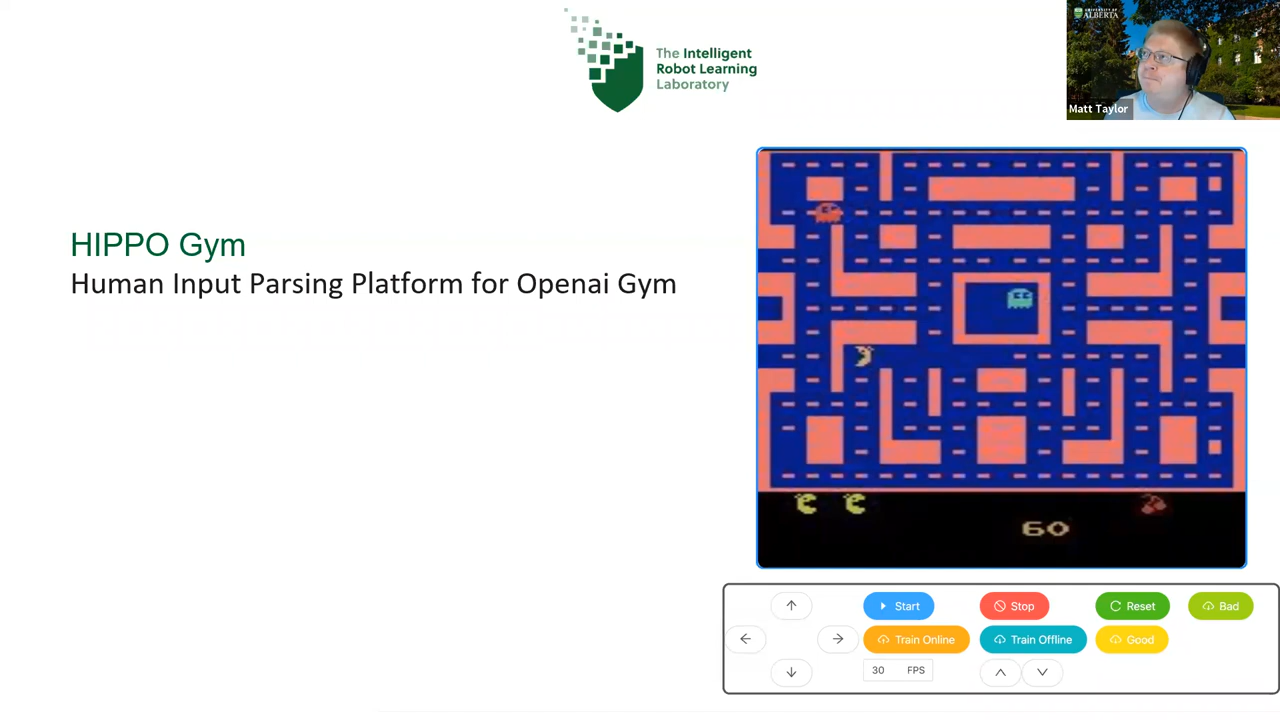 The Intelligent
Robot Learning
Laboratory
UNIVERSITY OF
ALBERTA
Matt Taylor
HIPPO Gym
Human Input Parsing Platform for Openai Gym
60
Start
Stop
Reset
Bad
Train Online
Train Offline
Good
30 FPS